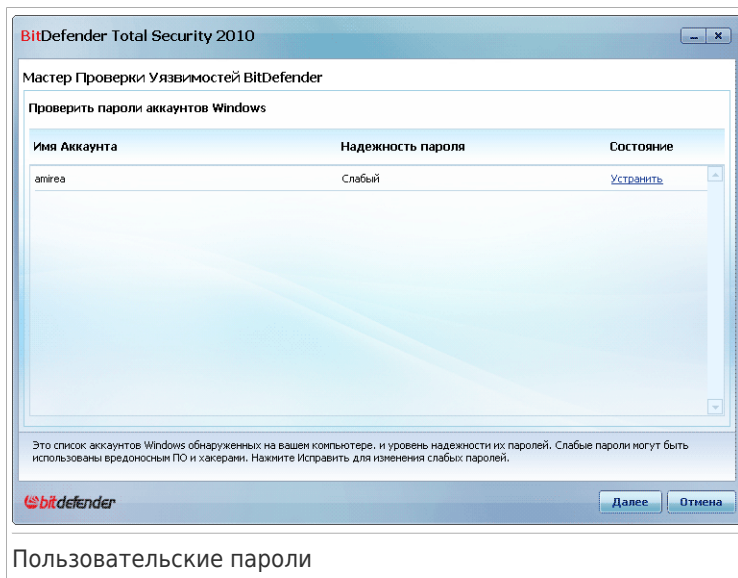 BitDefender Total Security 2010
Мастер Проверки Уязвимостей BitDefender
Проверить пароли аккаунтов Windows
Имя Аккаунта Надежность пароля Состояние
amirea Слабый Устранить
Это список аккаунтов Windows обнаруженных на вашем компьютере. и уровень надежности их паролей. Слабые пароли могут быть
использованы вредоносным ПО и хакерами. Нажмите Исправить для изменения слабых паролей.
bitdefender Далее Отмена
Пользовательские пароли